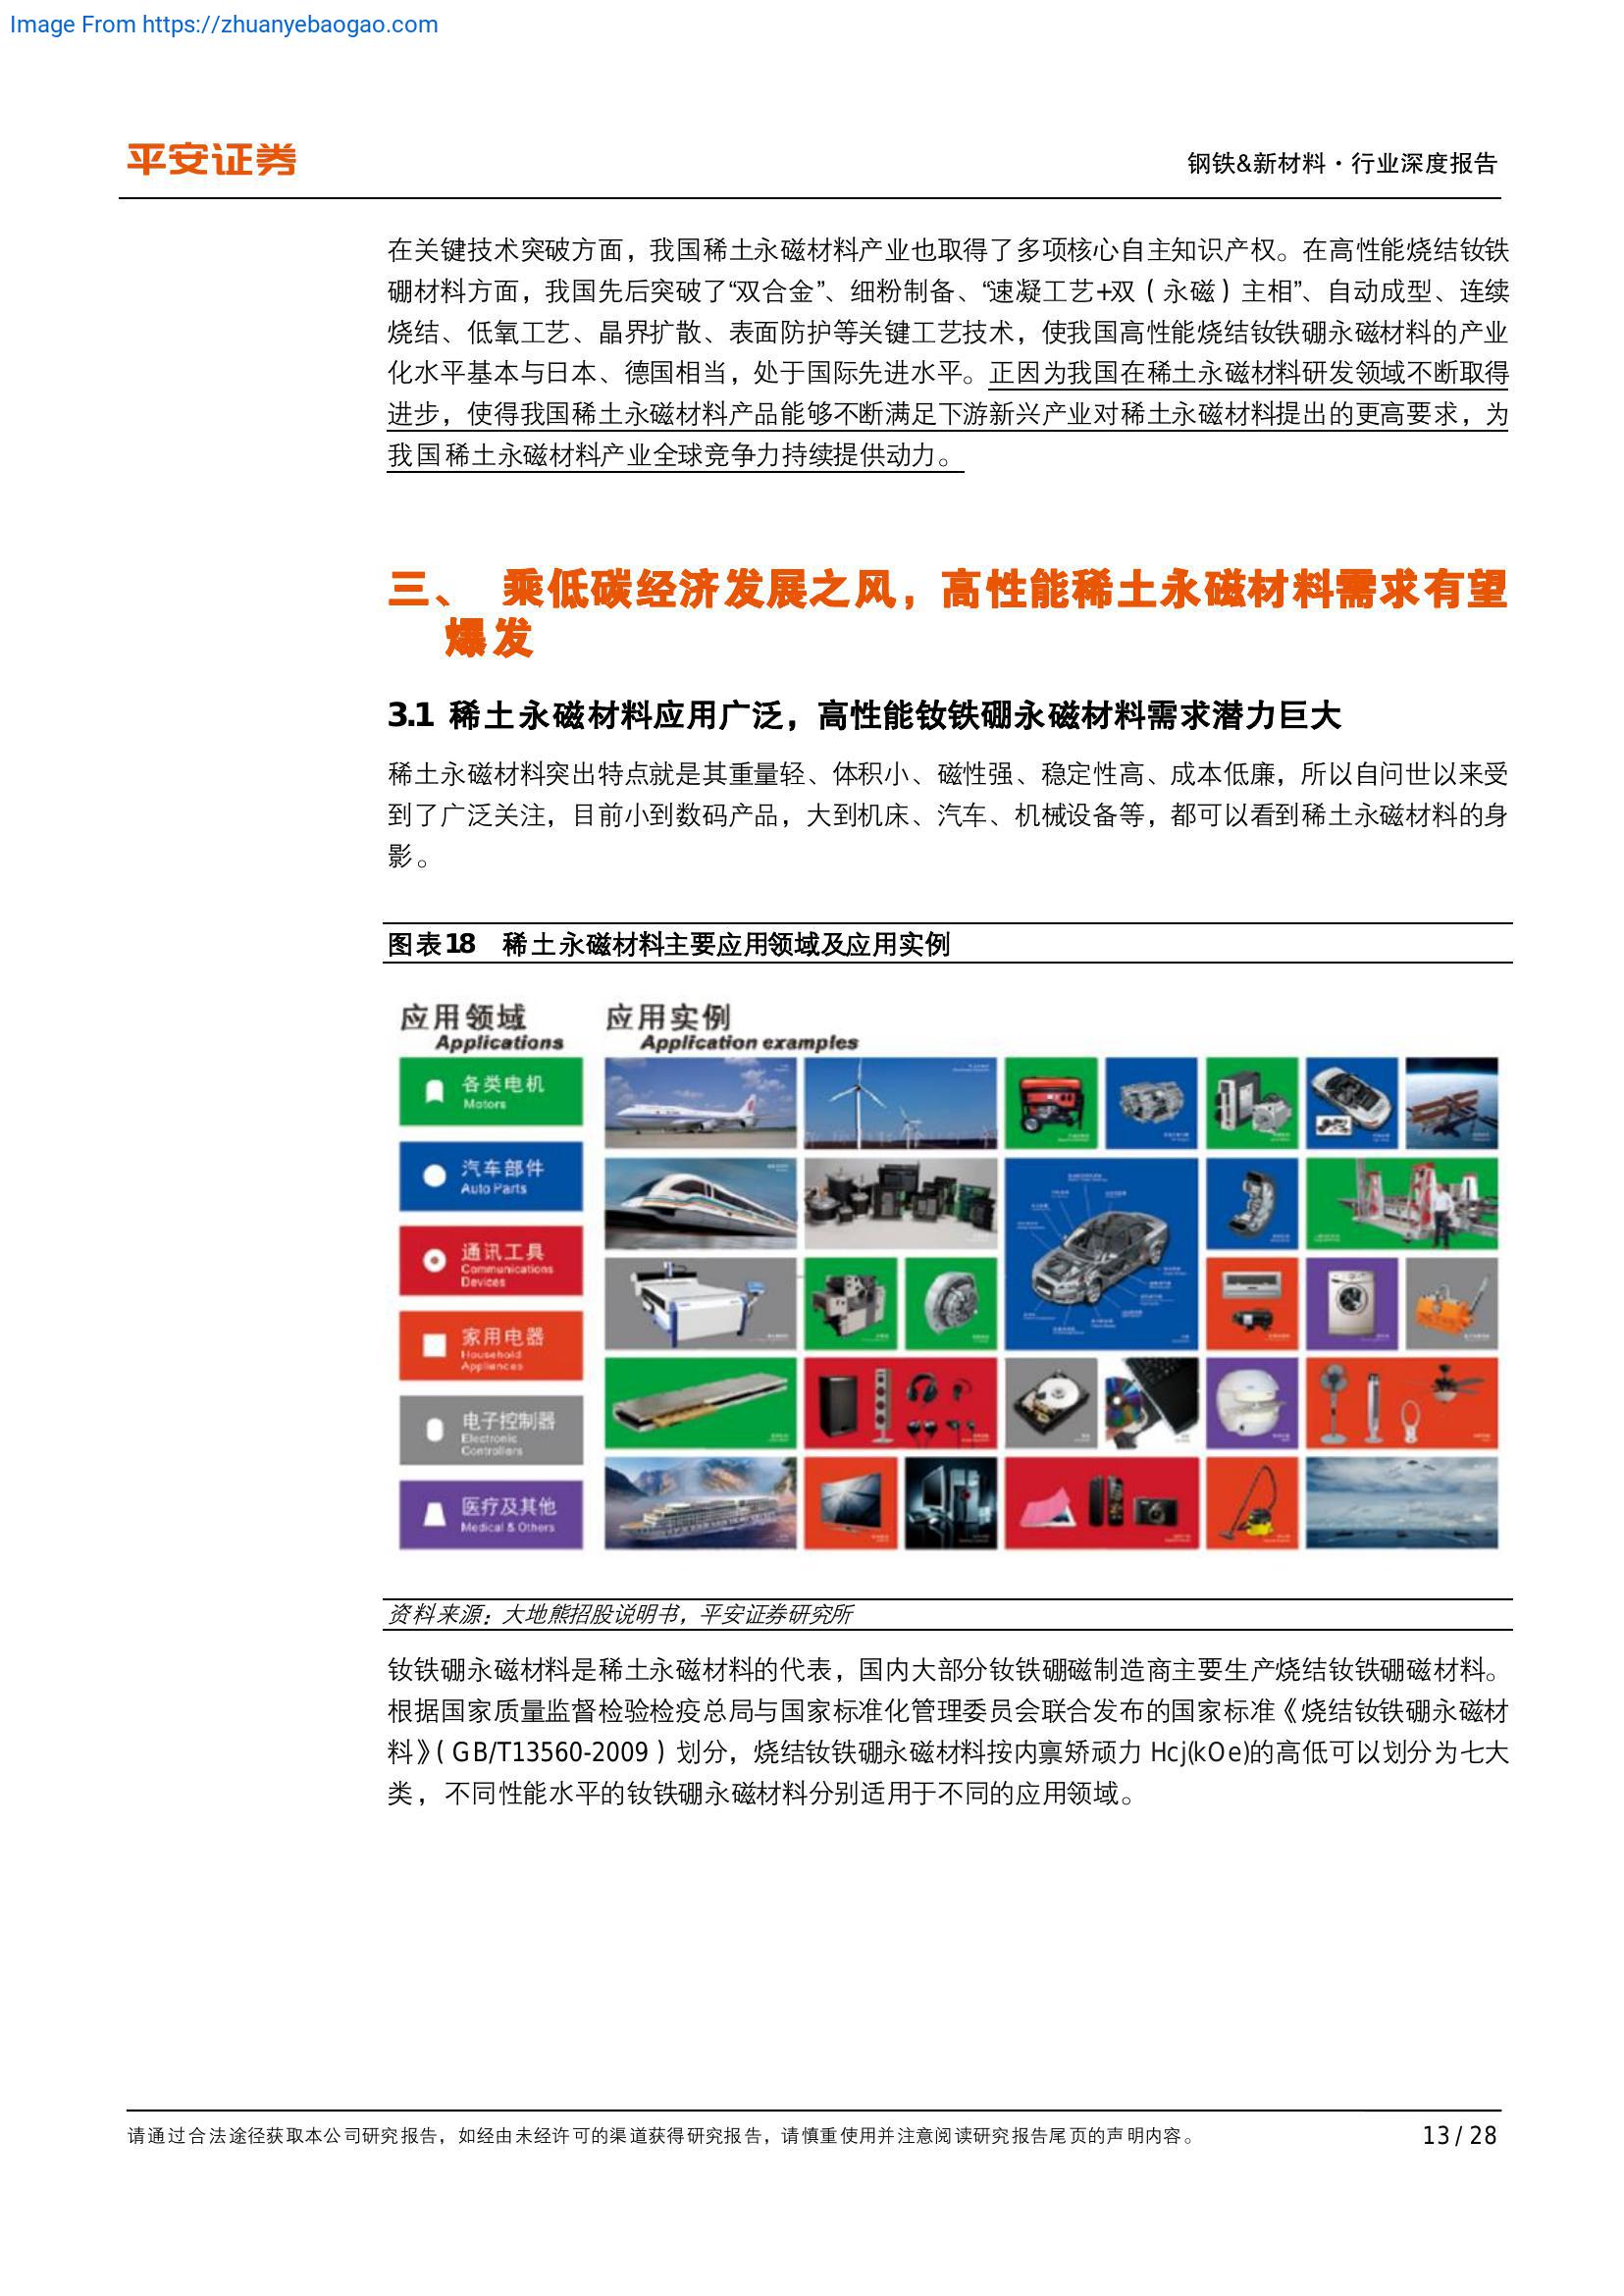 Image From https://zhuanyebaogao.com
平安证券
钢铁&新材料·行业深度报告
在关键技术突破方面，我国稀土永磁材料产业也取得了多项核心自主知识产权。在高性能烧结钕铁
硼材料方面，我国先后突破了“双合金”、细粉制备、“速凝工艺+双（永磁）主相”、自动成型、连续
烧结、低氧工艺、晶界扩散、表面防护等关键工艺技术，使我国高性能烧结钕铁硼永磁材料的产业
化水平基本与日本、德国相当，处于国际先进水平。正因为我国在稀土永磁材料研发领域不断取得
进步，使得我国稀土永磁材料产品能够不断满足下游新兴产业对稀土永磁材料提出的更高要求，为
我国稀土永磁材料产业全球竞争力持续提供动力。
三、 乘低碳经济发展之风，高性能稀土永磁材料需求有望
爆发
3.1 稀土永磁材料应用广泛，高性能钕铁硼永磁材料需求潜力巨大
稀土永磁材料突出特点就是其重量轻、体积小、磁性强、稳定性高、成本低廉，所以自问世以来受
到了广泛关注，目前小到数码产品，大到机床、汽车、机械设备等，都可以看到稀土永磁材料的身
影。
图表18 稀土永磁材料主要应用领域及应用实例
应用领域
Applications
应用实例
Application examples
各类电机
Motors
汽车部件
Auto Parts
通讯工具
Communications
Devices
家用电器
Household
Appliances
电子控制器
Electronic
Controllers
医疗及其他
Medical & Others
资料来源：大地熊招股说明书，平安证券研究所
钕铁硼永磁材料是稀土永磁材料的代表，国内大部分钕铁硼磁制造商主要生产烧结钕铁硼磁材料。
根据国家质量监督检验检疫总局与国家标准化管理委员会联合发布的国家标准《烧结钕铁硼永磁材
料》（GB/T13560-2009）划分，烧结钕铁硼永磁材料按内禀矫顽力 Hcj(kOe)的高低可以划分为七大
类，不同性能水平的钕铁硼永磁材料分别适用于不同的应用领域。
请通过合法途径获取本公司研究报告，如经由未经许可的渠道获得研究报告，请慎重使用并注意阅读研究报告尾页的声明内容。
13 / 28